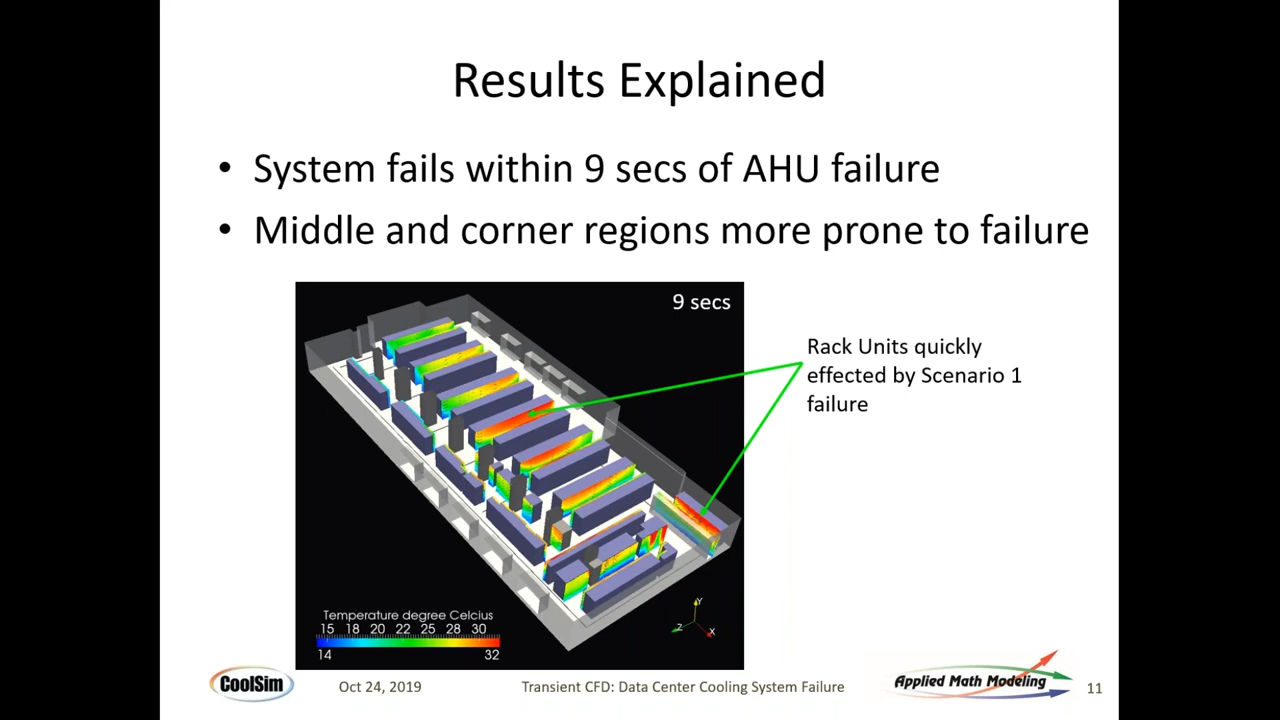 Results Explained
• System fails within 9 secs of AHU failure
• Middle and corner regions more prone to failure
9 secs
Rack Units quickly
effected by Scenario 1
failure
Temperature degree Celcius
15 18 20 22 25 28 30
14 32
Y
Z X
CoolSim
Oct 24, 2019
Transient CFD: Data Center Cooling System Failure
Applied Math Modeling
11